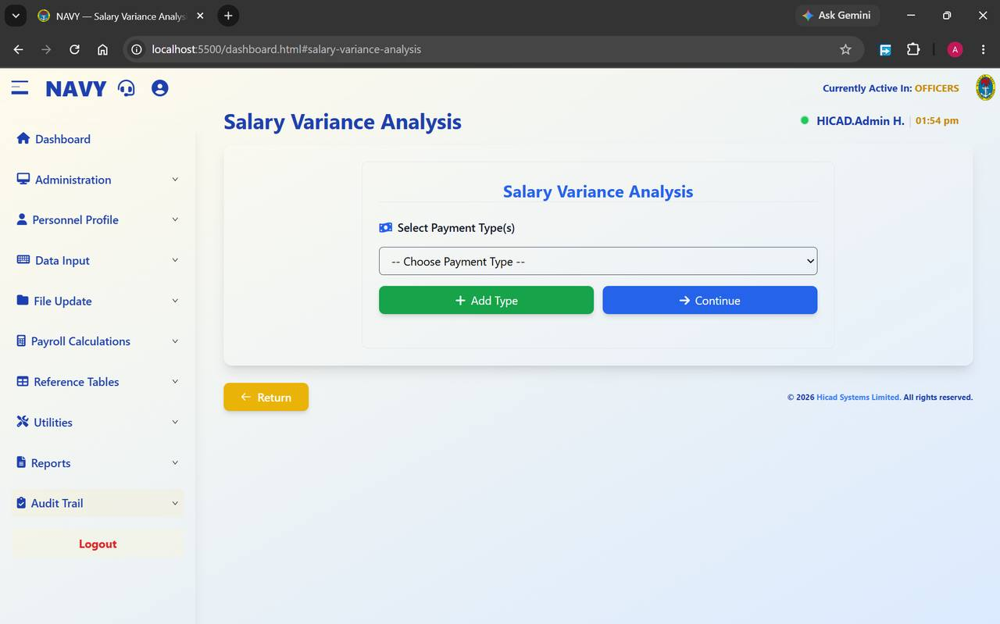 NAVY — Salary Variance Analys
Ask Gemini
localhost:5500/dashboard.html#salary-variance-analysis
A
NAVY
Currently Active In: OFFICERS
Salary Variance Analysis
HICAD.Admin H. | 01:54 pm
Dashboard
Administration
Personnel Profile
Data Input
File Update
Payroll Calculations
Reference Tables
Utilities
Reports
Audit Trail
Logout
Salary Variance Analysis
Select Payment Type(s)
-- Choose Payment Type --
Add Type
Continue
Return
© 2026 Hicad Systems Limited. All rights reserved.